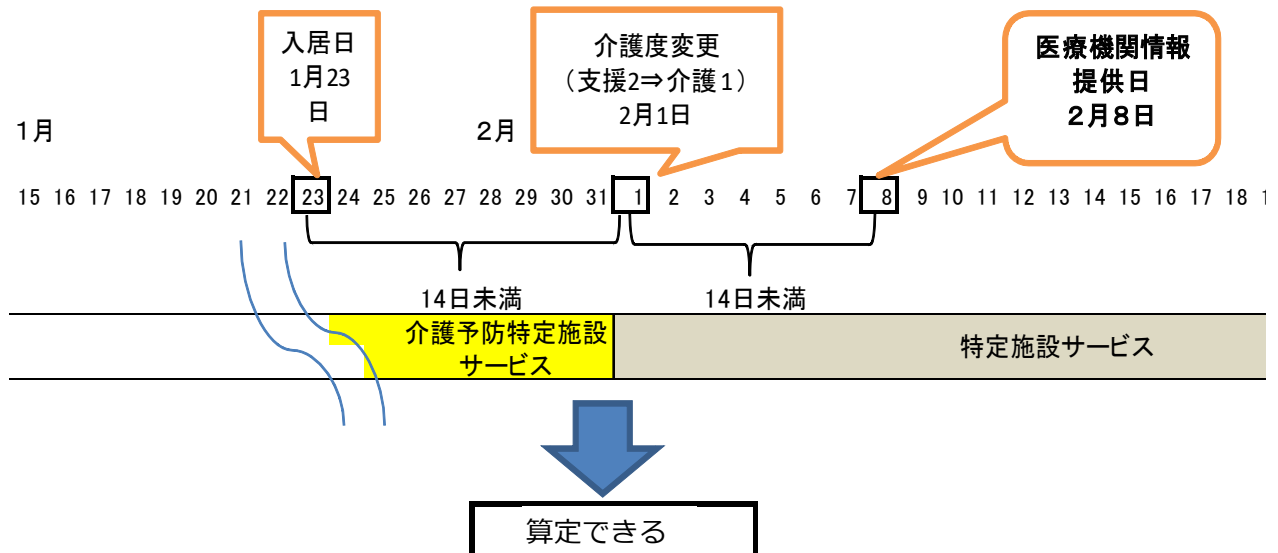 入居日
1月23
日
介護度変更
（支援2⇒介護1）
2月1日
医療機関情報
提供日
２月８日
1月
2月
15 16 17 18 19 20 21 22 23 24 25 26 27 28 29 30 31 1 2 3 4 5 6 7 8 9 10 11 12 13 14 15 16 17 18
14日未満
14日未満
介護予防特定施設
サービス
特定施設サービス
算定できる